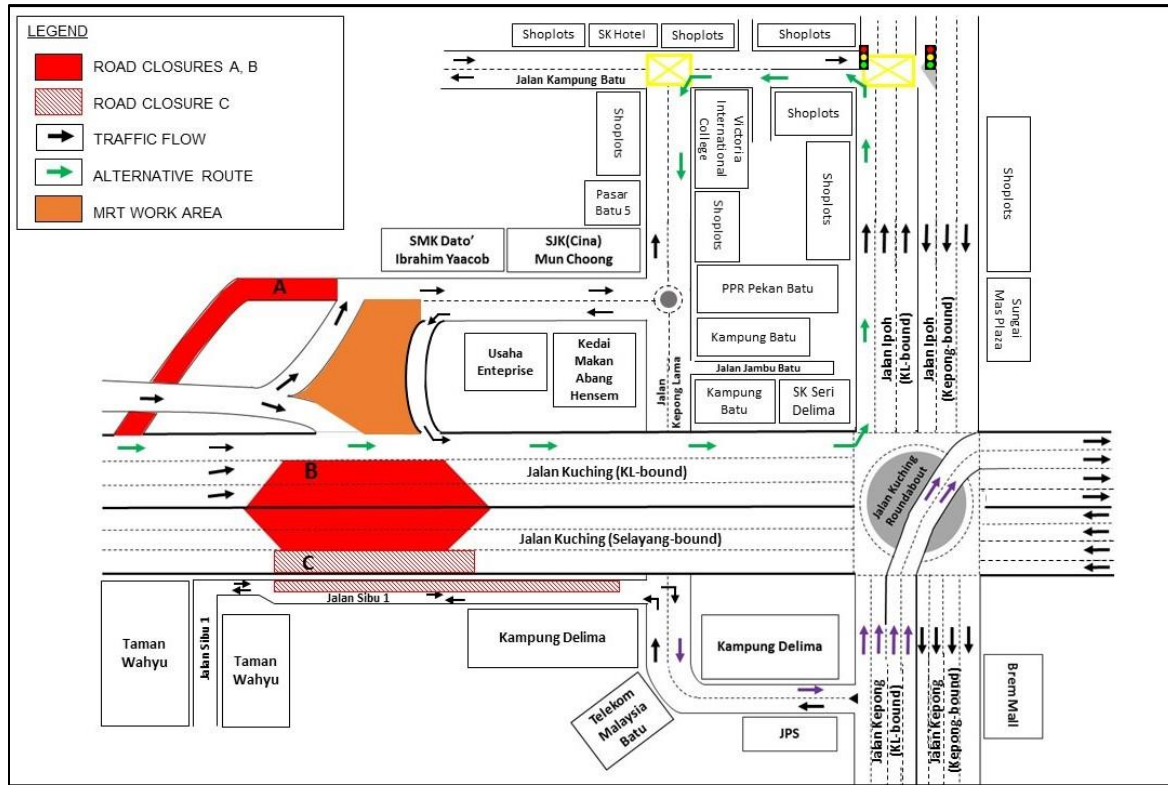 LEGEND
ROAD CLOSURES A, B
ROAD CLOSURE C
TRAFFIC FLOW
ALTERNATIVE ROUTE
MRT WORK AREA
Shoplots
SK Hotel
Shoplots
Shoplots
Jalan Kampung Batu
Shoplots
Victoria
International
College
Shoplots
Shoplots
Pasar
Batu 5
Shoplots
Shoplots
SMK Dato'
Ibrahim Yaacob
SJK(Cina)
Mun Choong
PPR Pekan Batu
Sungai
Mas Plaza
A
Usaha
Enteprise
Kedai
Makan
Abang
Hensem
Kampung Batu
Jalan Jambu Batu
Jalan
Kepong Lama
Kampung
Batu
SK Seri
Delima
Jalan Ipoh
(KL-bound)
Jalan Ipoh
(Kepong-bound)
B
Jalan Kuching (KL-bound)
Jalan Kuching
Roundabout
Jalan Kuching (Selayang-bound)
C
Jalan Sibu 1
Taman
Wahyu
Jalan Sibu 1
Taman
Wahyu
Kampung Delima
Kampung Delima
Telekom
Malaysia
Batu
JPS
Jalan Kepong
(KL-bound)
Jalan Kepong
(Kepong-bound)
Brem Mall